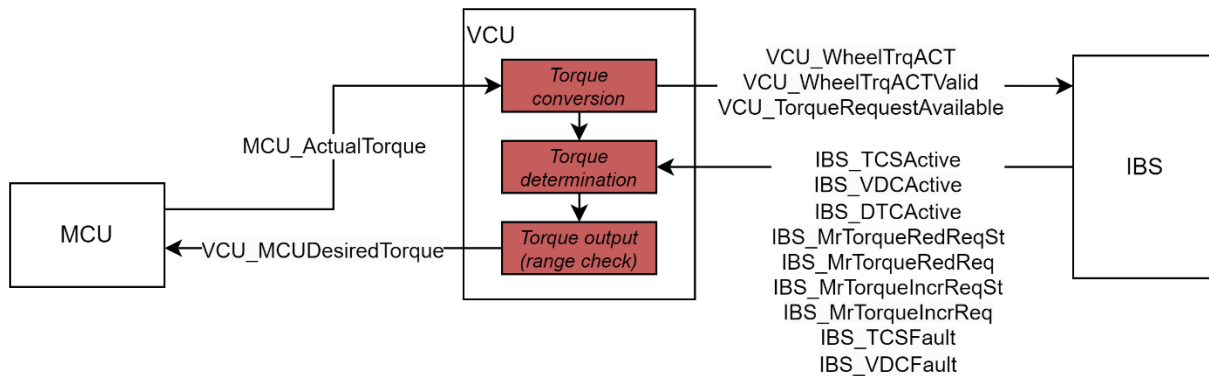 VCU
Torque
conversion
VCU_WheelTrqACT
VCU_WheelTrqACTValid
VCU_TorqueRequestAvailable
MCU_ActualTorque
Torque
determination
IBS_TCSActive
IBS_VDCActive
IBS_DTCActive
IBS_MrTorqueRedReqSt
IBS_MrTorqueRedReq
IBS_MrTorqueIncrReqSt
IBS_MrTorqueIncrReq
IBS_TCSFault
IBS_VDCFault
IBS
MCU
VCU_MCUDesiredTorque
Torque output
(range check)